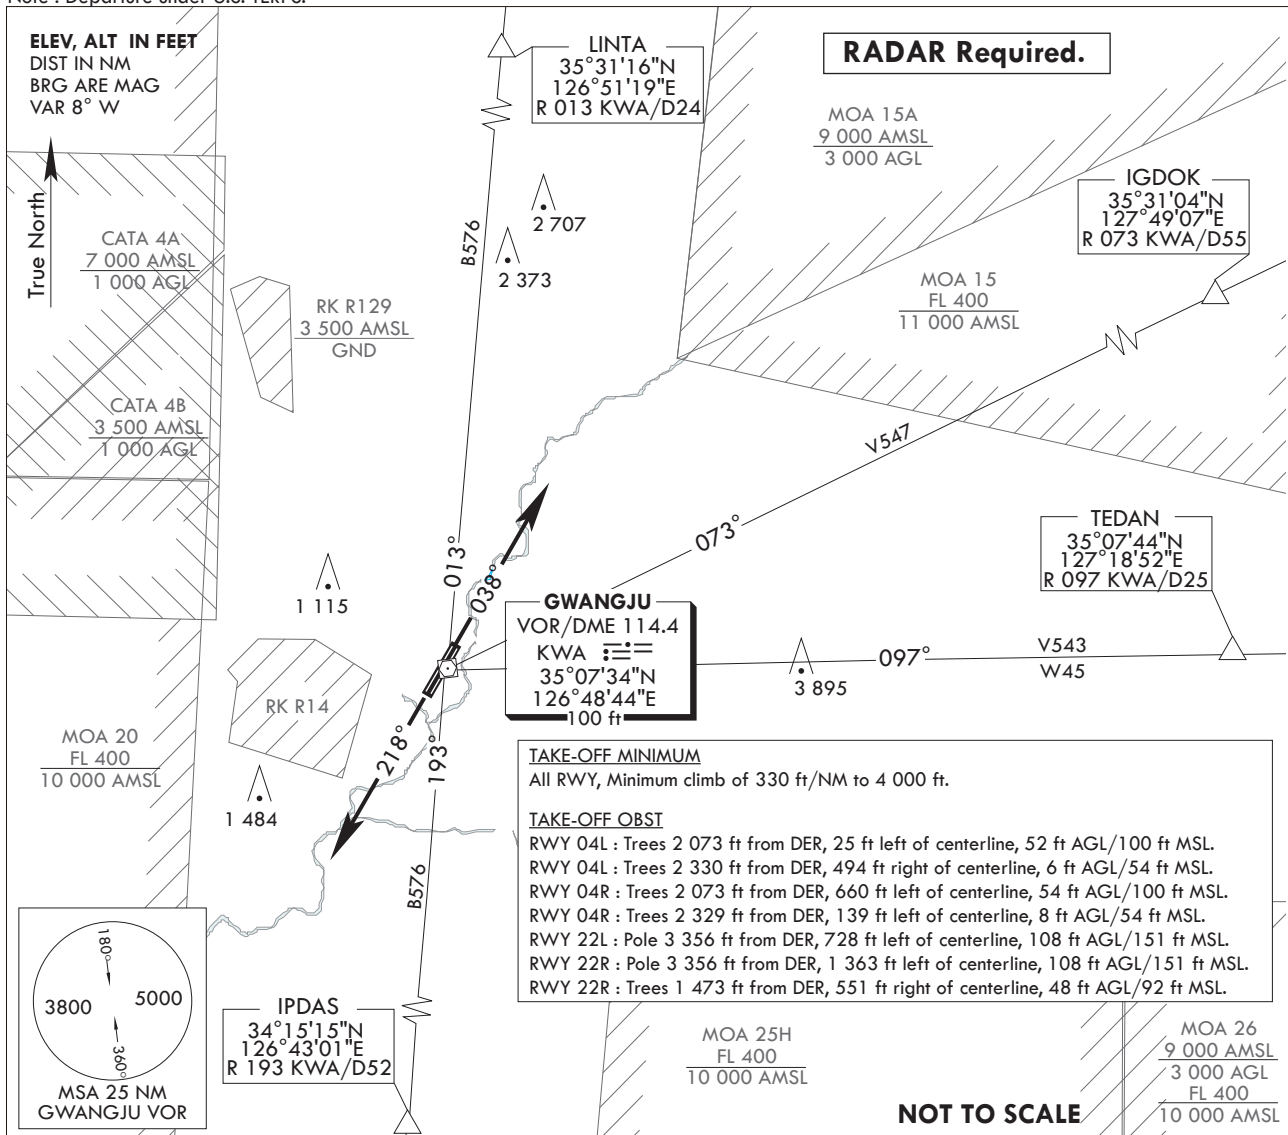 ELEV, ALT IN FEET
DIST IN NM
BRG ARE MAG
VAR 8° W
True North
LINTA
35°31'16"N
126°51'19"E
R 013 KWA/D24
RADAR Required.
MOA 15A
9 000 AMSL
3 000 AGL
IGDOK
35°31'04"N
127°49'07"E
R 073 KWA/D55
CATA 4A
7 000 AMSL
1 000 AGL
B576
2 707
2 373
RK R129
3 500 AMSL
GND
MOA 15
FL 400
11 000 AMSL
CATA 4B
3 500 AMSL
1 000 AGL
V547
073°
TEDAN
35°07'44"N
127°18'52"E
R 097 KWA/D25
013°
038°
1 115
GWANGJU
VOR/DME 114.4
KWA
35°07'34"N
126°48'44"E
100 ft
097°
V543
W45
3 895
RK R14
MOA 20
FL 400
10 000 AMSL
218°
193°
1 484
B576
TAKE-OFF MINIMUM
All RWY, Minimum climb of 330 ft/NM to 4 000 ft.
TAKE-OFF OBST
RWY 04L : Trees 2 073 ft from DER, 25 ft left of centerline, 52 ft AGL/100 ft MSL.
RWY 04L : Trees 2 330 ft from DER, 494 ft right of centerline, 6 ft AGL/54 ft MSL.
RWY 04R : Trees 2 073 ft from DER, 660 ft left of centerline, 54 ft AGL/100 ft MSL.
RWY 04R : Trees 2 329 ft from DER, 139 ft left of centerline, 8 ft AGL/54 ft MSL.
RWY 22L : Pole 3 356 ft from DER, 728 ft left of centerline, 108 ft AGL/151 ft MSL.
RWY 22R : Pole 3 356 ft from DER, 1 363 ft left of centerline, 108 ft AGL/151 ft MSL.
RWY 22R : Trees 1 473 ft from DER, 551 ft right of centerline, 48 ft AGL/92 ft MSL.
180°
3800
5000
360°
MSA 25 NM
GWANGJU VOR
IPDAS
34°15'15"N
126°43'01"E
R 193 KWA/D52
MOA 25H
FL 400
10 000 AMSL
MOA 26
9 000 AMSL
3 000 AGL
FL 400
10 000 AMSL
NOT TO SCALE